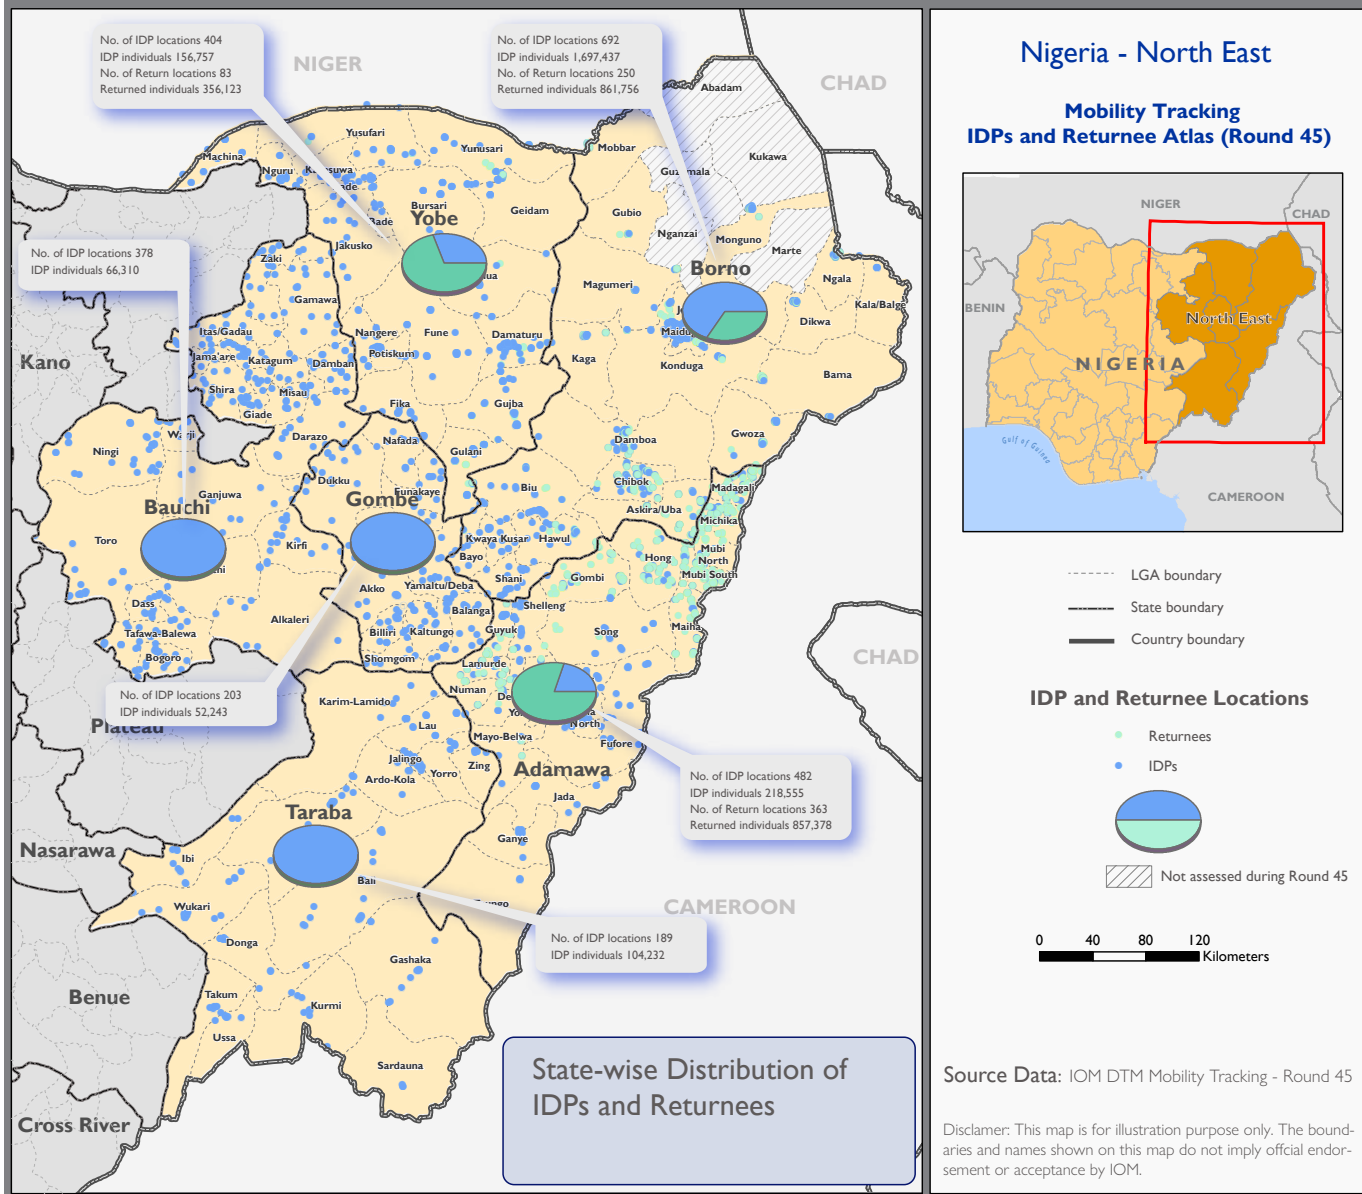 No. of IDP locations 404
IDP individuals 156,757
No. of Return locations 83
Returned individuals 356,123
No. of IDP locations 692
IDP individuals 1,697,437
No. of Return locations 250
Returned individuals 861,756
NIGER
CHAD
Abadam
Yusufari
Machina
Yunusari
Mobbar
Kukawa
Nguru
Bursari
Geidam
Gubio
Yobe
Nganzai
Monguno
Marte
Jakusko
No. of IDP locations 378
IDP individuals 66,310
Zaki
Borno
Ngala
Magumeri
Gamawa
Kala/Balge
Dikwa
Itas/Gadau
Nangere
Fune
Damaturu
Jama'are
Potiskum
Kano
Katagum
Damban
Kaga
Konduga
Bama
Shira
Misau
Giade
Fika
Gujba
Darazo
Nafada
Damboa
Gwoza
Ningi
Gulani
Dukku
Biu
Chibok
Madagali
Ganjuwa
Gombe
Funakaye
Askira/Uba
Michika
Bauchi
Toro
Kirfi
Kwaya Kusar
Hawul
Mubi
North
Bayo
Hong
Mubi South
Shani
Gombi
Akko
Yamaltu/Deba
Dass
Balanga
Shelleng
Alkaleri
Tafawa-Balewa
Billiri
Kaltungo
Guyuk
Song
Maiha
Bogoro
Shomgom
Lamurde
CHAD
No. of IDP locations 203
IDP individuals 52,243
Karim-Lamido
Numan
Plateau
Lau
North
Mayo-Belwa
Fufore
Jalingo
Yorro
Zing
Adamawa
Ardo-Kola
No. of IDP locations 482
IDP individuals 218,555
No. of Return locations 363
Returned individuals 857,378
Jada
Taraba
Ganye
Nasarawa
Ibi
Bali
Wukari
CAMEROON
Donga
No. of IDP locations 189
IDP individuals 104,232
Gashaka
Benue
Takum
Kurmi
Ussa
Sardauna
Cross River
State-wise Distribution of
IDPs and Returnees
Nigeria - North East
Mobility Tracking
IDPs and Returnee Atlas (Round 45)
NIGER
CHAD
BENIN
North East
NIGERIA
Gulf of Guinea
CAMEROON
LGA boundary
State boundary
Country boundary
IDP and Returnee Locations
Returnees
IDPs
Not assessed during Round 45
0 40 80 120
Kilometers
Source Data: IOM DTM Mobility Tracking - Round 45
Disclamer: This map is for illustration purpose only. The bound-
aries and names shown on this map do not imply offcial endor-
sement or acceptance by IOM.